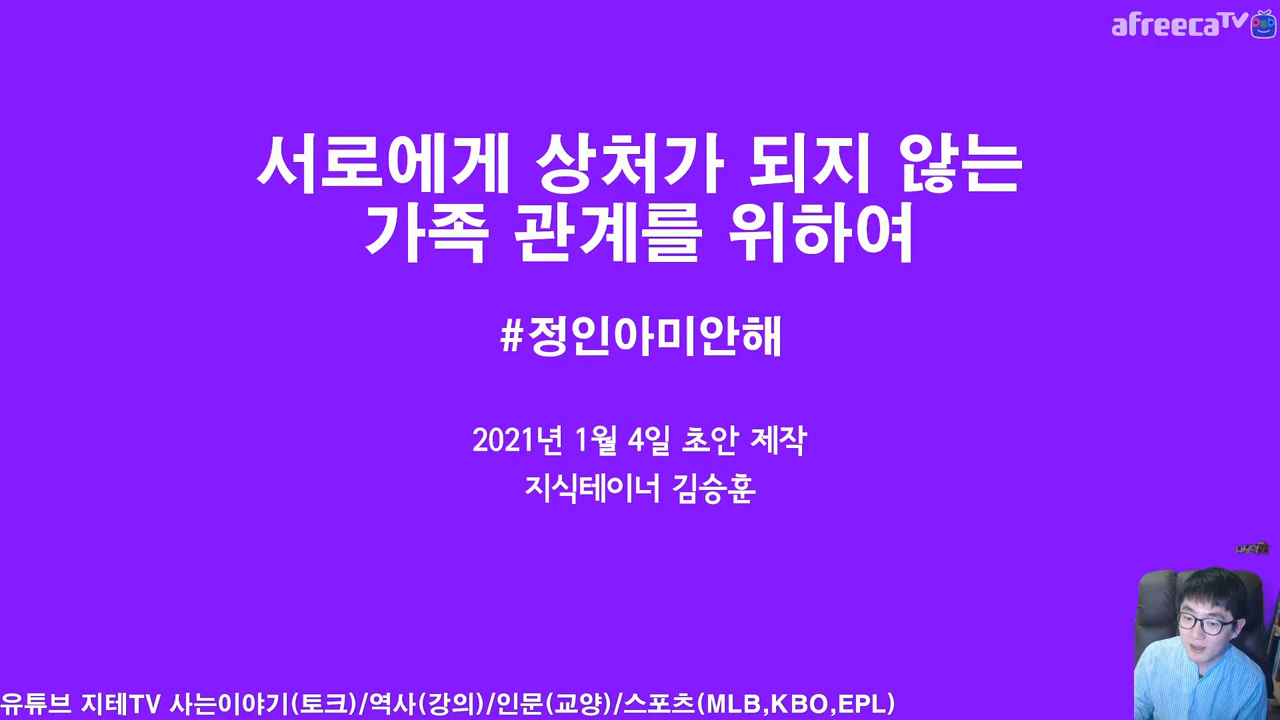 afreecaTV
서로에게 상처가 되지 않는
가족 관계를 위하여
#정인아미안해
2021년 1월 4일 초안 제작
지식테이너 김승훈
유튜브 지테TV 사는이야기(토크)/역사(강의)/인문(교양)/스포츠(MLB,KBO,EPL)